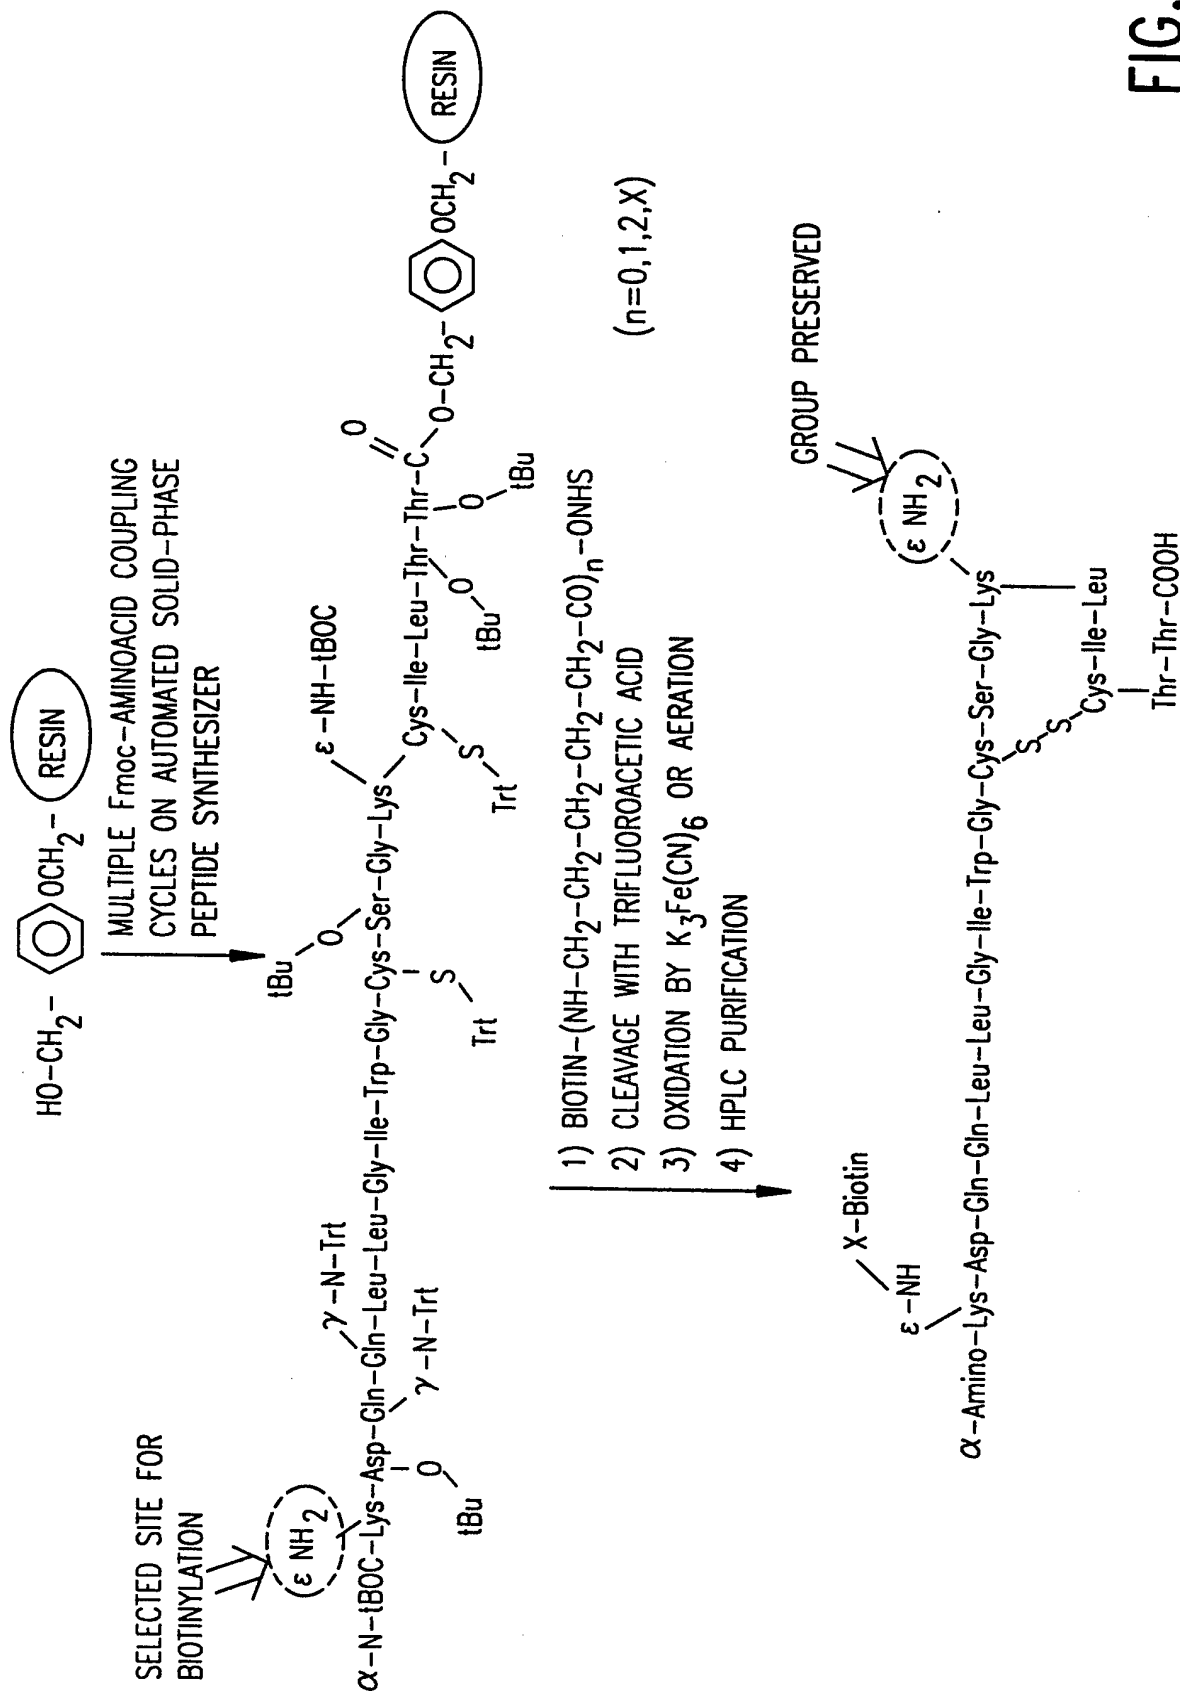 HO-CH2- OCH2- RESIN
MULTIPLE Fmoc-AMINOACID COUPLING
CYCLES ON AUTOMATED SOLID-PHASE
PEPTIDE SYNTHESIZER
SELECTED SITE FOR
BIOTINYLATION
ε NH2
γ-N-Trt
tBu
O
ε-NH-tBOC
O
α-N-tBOC-Lys-Asp-Gln-Gln-Leu-Leu-Gly-Ile-Trp-Gly-Cys-Ser-Gly-Lys
Cys-Ile-Leu-Thr-Thr-C
O-CH2- OCH2- RESIN
O
tBu
γ-N-Trt
S
Trt
S
Trt
O
tBu
O
tBu
1) BIOTIN-(NH-CH2-CH2-CH2-CH2-CH2-CO)n-ONHS
(n=0,1,2,X)
2) CLEAVAGE WITH TRIFLUOROACETIC ACID
3) OXIDATION BY K3Fe(CN)6 OR AERATION
4) HPLC PURIFICATION
GROUP PRESERVED
X-Biotin
ε-NH
ε NH2
α-Amino-Lys-Asp-Gln-Gln-Leu-Leu-Gly-Ile-Trp-Gly-Cys-Ser-Gly-Lys
S
S
Cys-Ile-Leu
Thr-Thr-COOH
FIG.